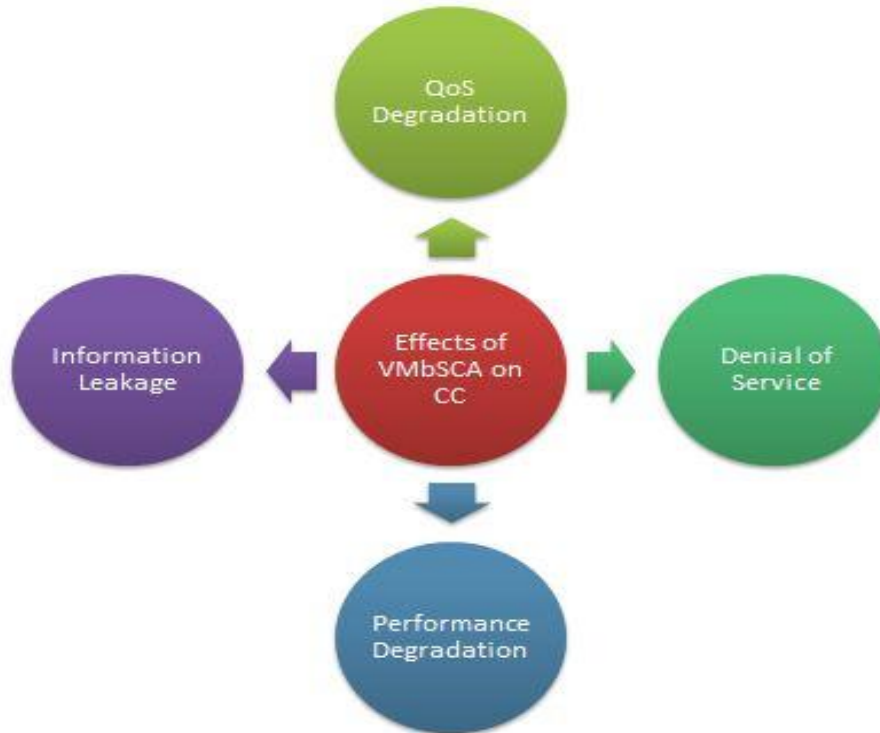 QoS
Degradation
Information
Leakage
Effects of
VMbSCA on
CC
Denial of
Service
Performance
Degradation